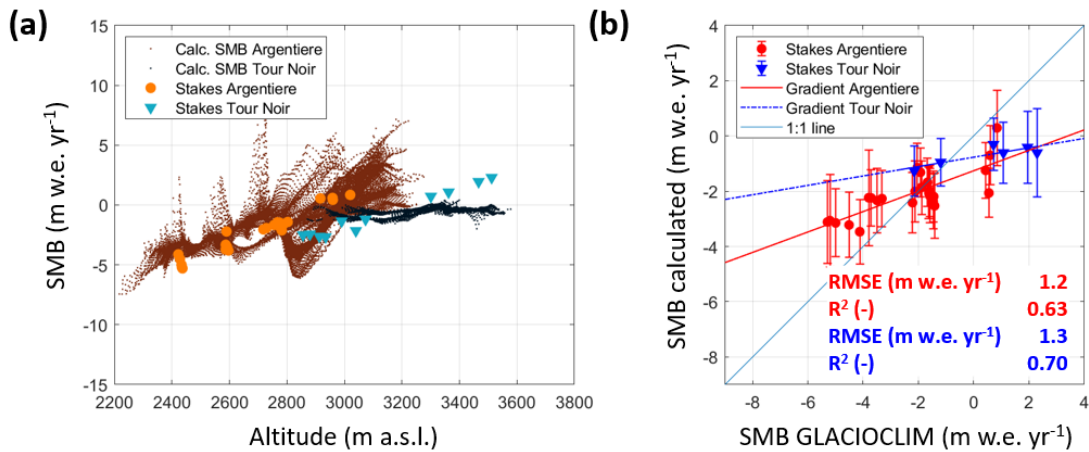 (a)
15
10
5
0
-5
-10
-15
SMB (m w.e. yr-1)
Calc. SMB Argentiere
Calc. SMB Tour Noir
Stakes Argentiere
Stakes Tour Noir
2200 2400 2600 2800 3000 3200 3400 3600 3800
Altitude (m a.s.l.)
(b)
4
2
0
-2
-4
-6
-8
SMB calculated (m w.e. yr-1)
Stakes Argentiere
Stakes Tour Noir
Gradient Argentiere
Gradient Tour Noir
1:1 line
RMSE (m w.e. yr-1) 1.2
R2 (-) 0.63
RMSE (m w.e. yr-1) 1.3
R2 (-) 0.70
-8 -6 -4 -2 0 2 4
SMB GLACIOCLIM (m w.e. yr-1)